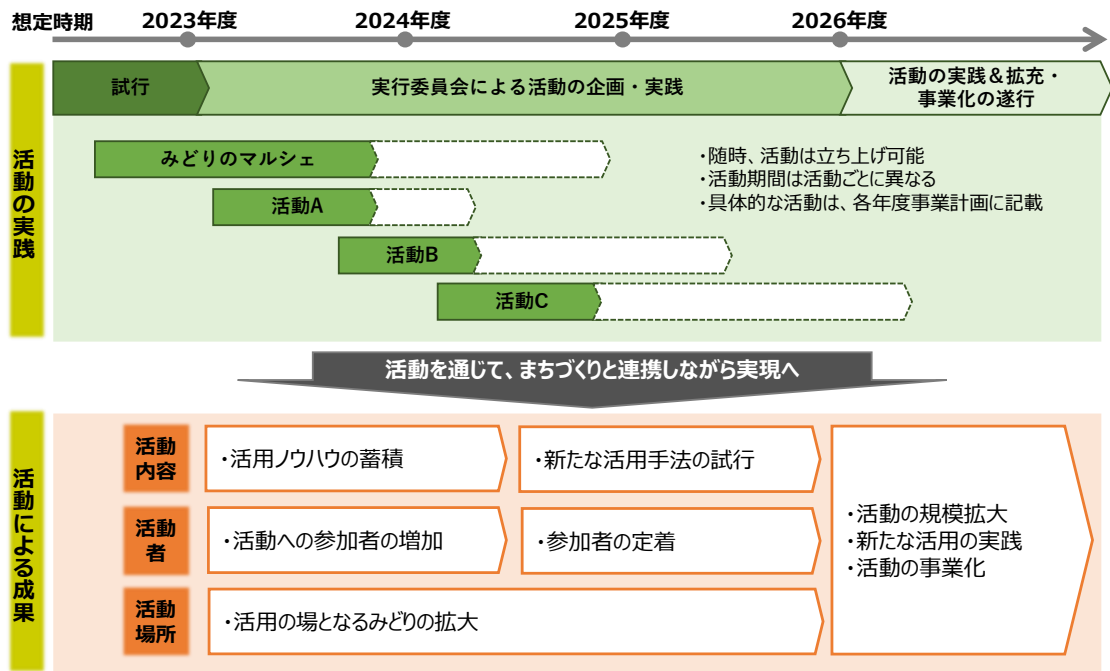 想定時期
2023年度
2024年度
2025年度
2026年度
活動の実践
試行
実行委員会による活動の企画・実践
活動の実践&拡充・
事業化の遂行
みどりのマルシェ
活動A
活動B
活動C
・随時、活動は立ち上げ可能
・活動期間は活動ごとに異なる
・具体的な活動は、各年度事業計画に記載
活動を通じて、まちづくりと連携しながら実現へ
活動による成果
活動
内容
・活用ノウハウの蓄積
・新たな活用手法の試行
活動
者
・活動への参加者の増加
・参加者の定着
活動
場所
・活用の場となるみどりの拡大
・活動の規模拡大
・新たな活用の実践
・活動の事業化